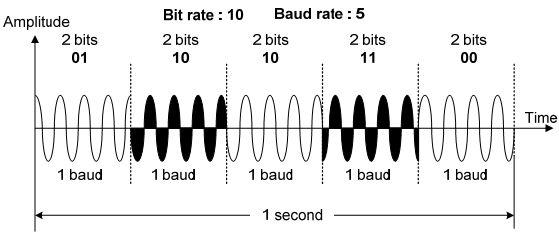 Bit rate : 10 Baud rate : 5
Amplitude
2 bits 2 bits 2 bits 2 bits 2 bits
01 10 10 11 00
Time
1 baud 1 baud 1 baud 1 baud 1 baud
1 second